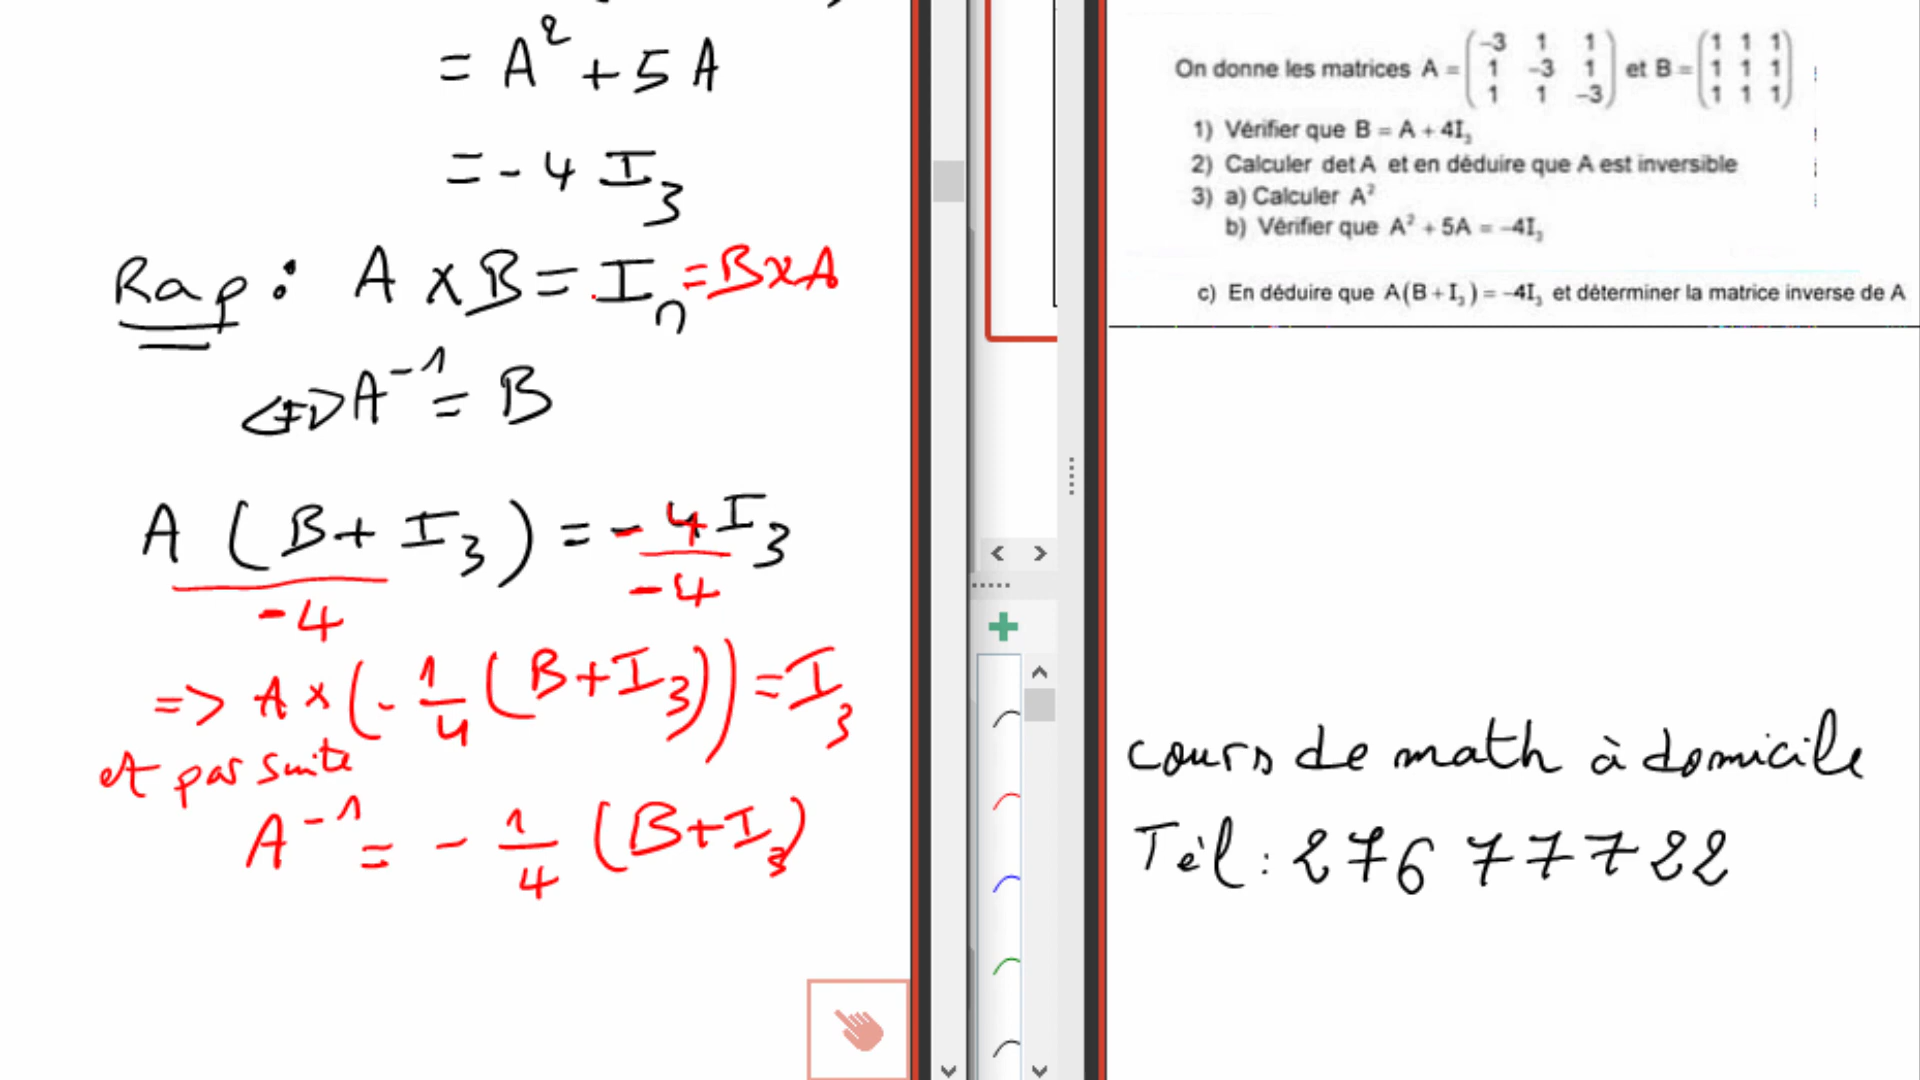 = A² + 5A
= -4 I₃
Rap : A × B = Iₙ = B×A
⟺ A⁻¹ = B
A (B + I₃) = -4 I₃
-4 -4
=> A × (- 1/4 (B + I₃)) = I₃
et par suite
A⁻¹ = - 1/4 (B + I₃)
On donne les matrices A = (-3 1 1
1 -3 1
1 1 -3) et B = (1 1 1
1 1 1
1 1 1)
1) Vérifier que B = A + 4I₃
2) Calculer det A et en déduire que A est inversible
3) a) Calculer A²
b) Vérifier que A² + 5A = -4I₃
c) En déduire que A(B + I₃) = -4I₃ et déterminer la matrice inverse de A
cours de math à domicile
Tél : 276 77722